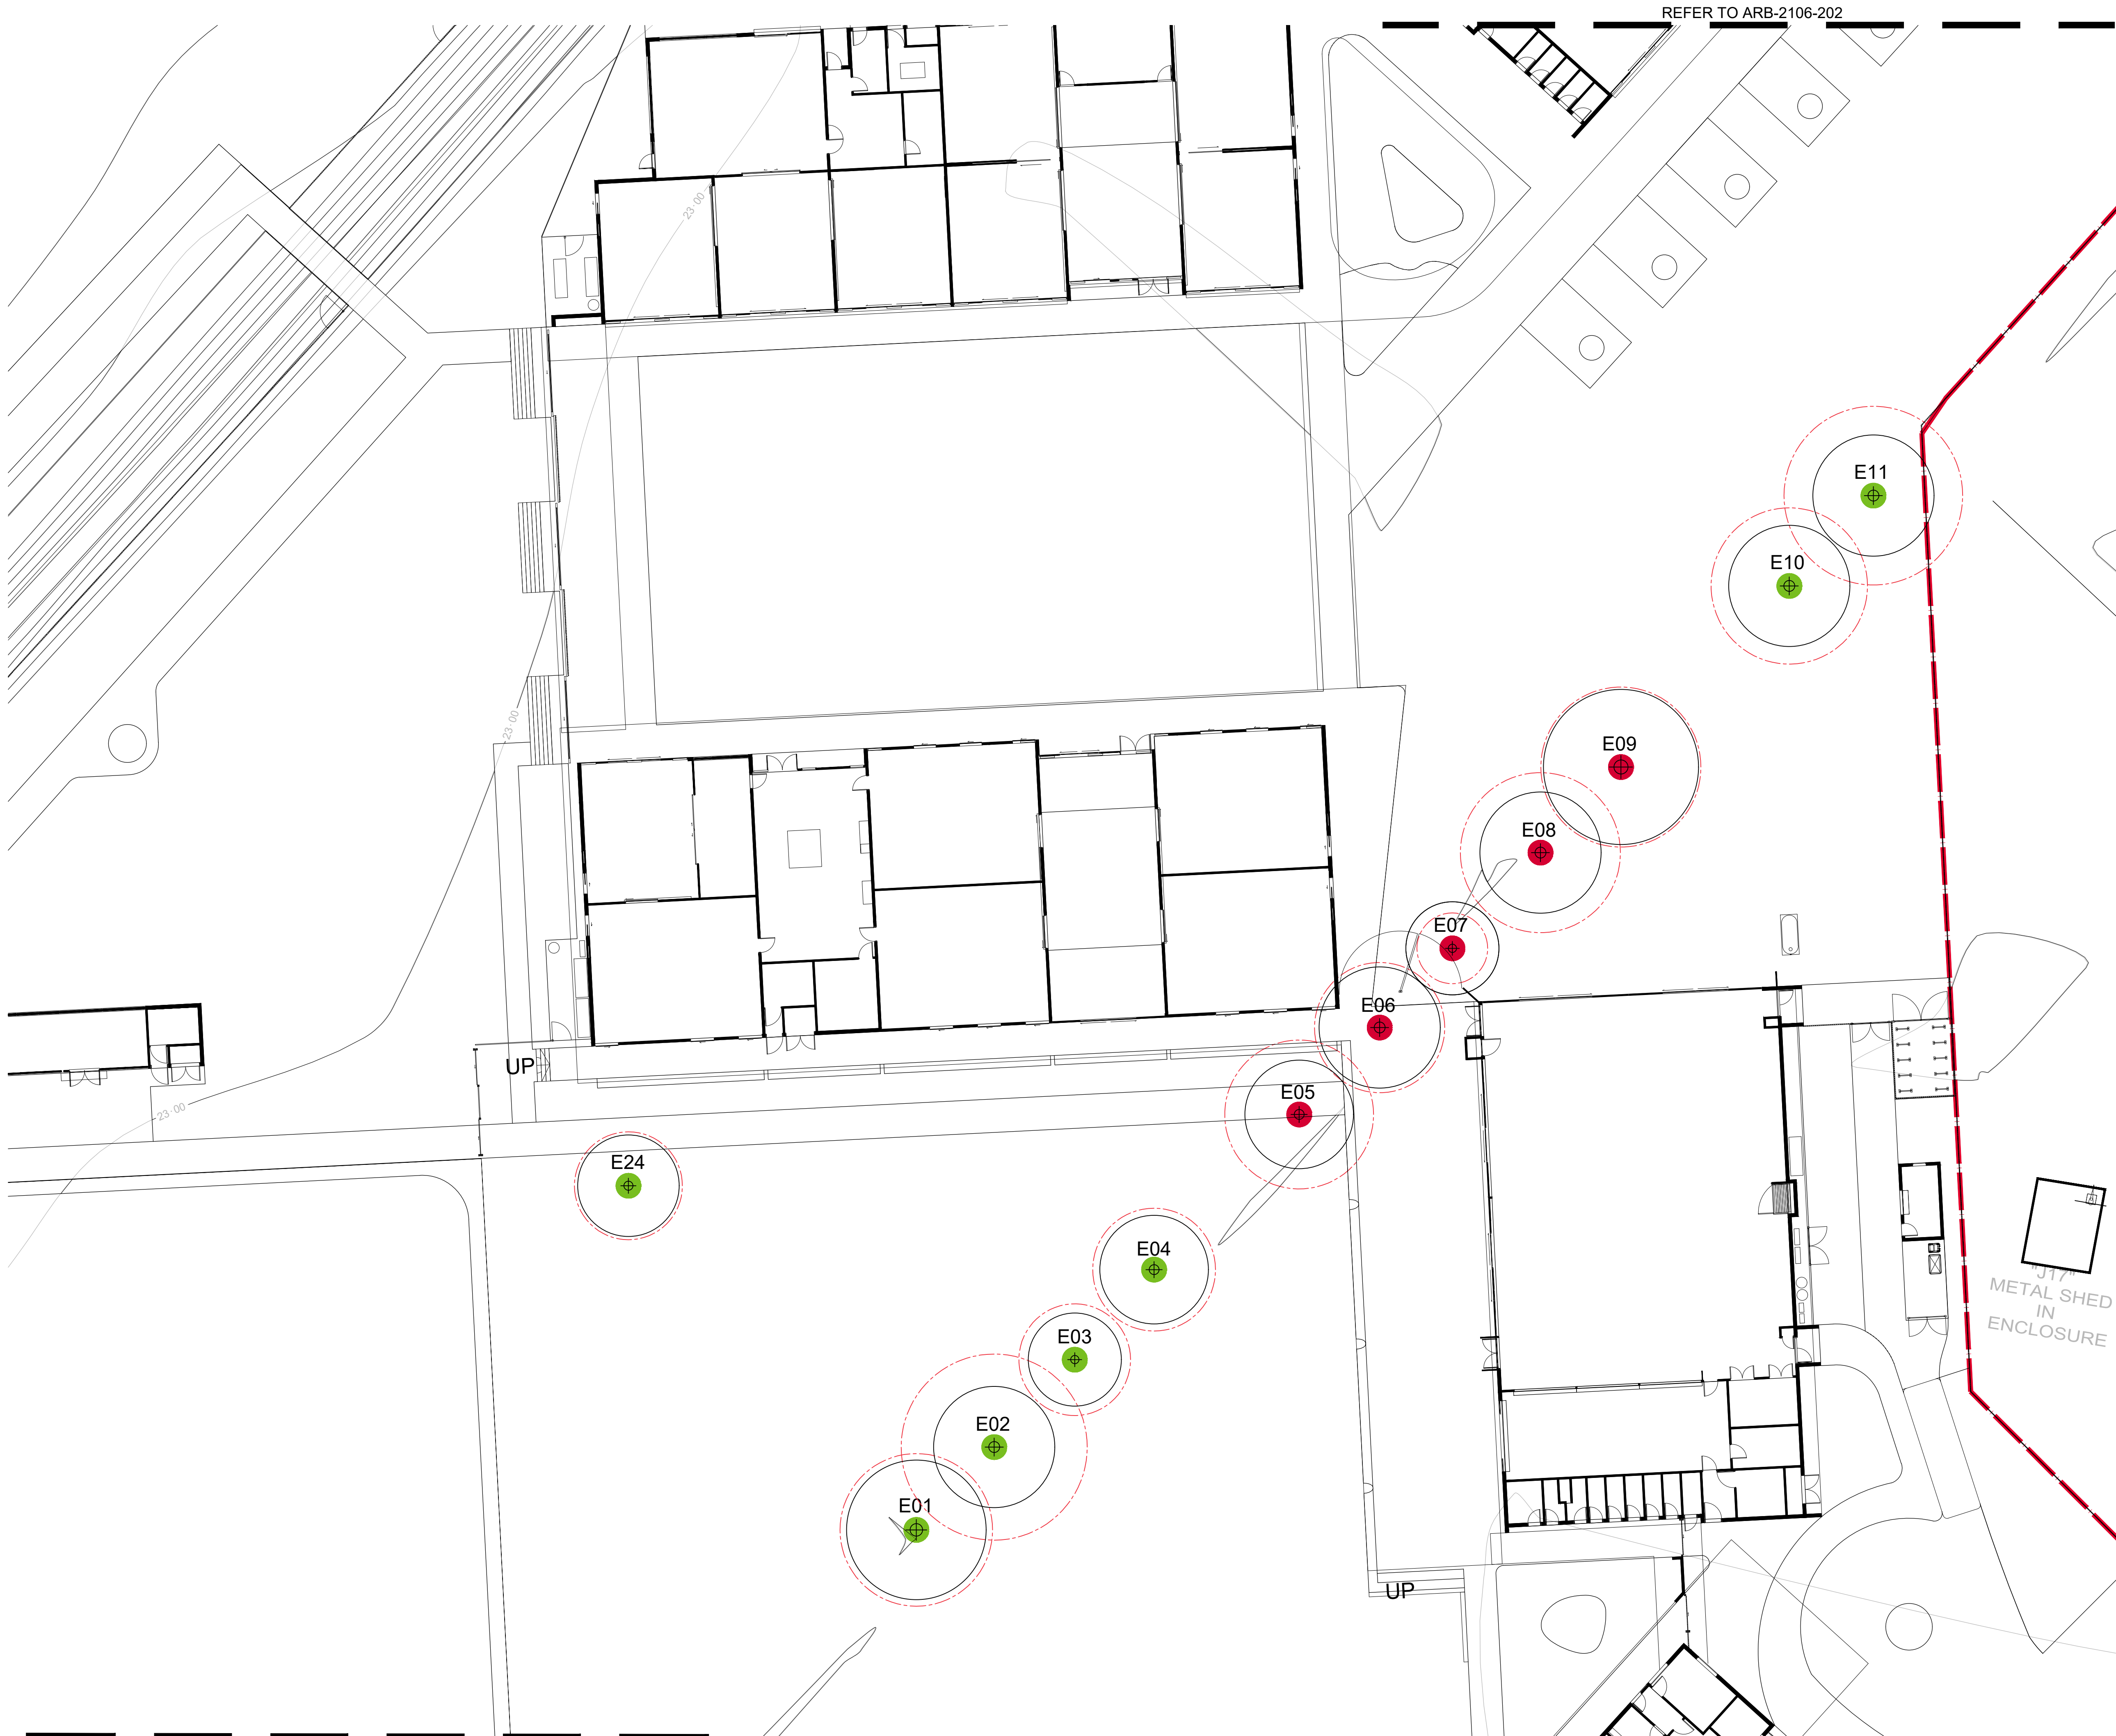 REFER TO ARB-2106-202
23·00
E11
E10
23·00
E09
E08
E07
E06
UP
E05
23·00
E24
E04
"J17"
METAL SHED
IN
ENCLOSURE
E03
E02
E01
UP